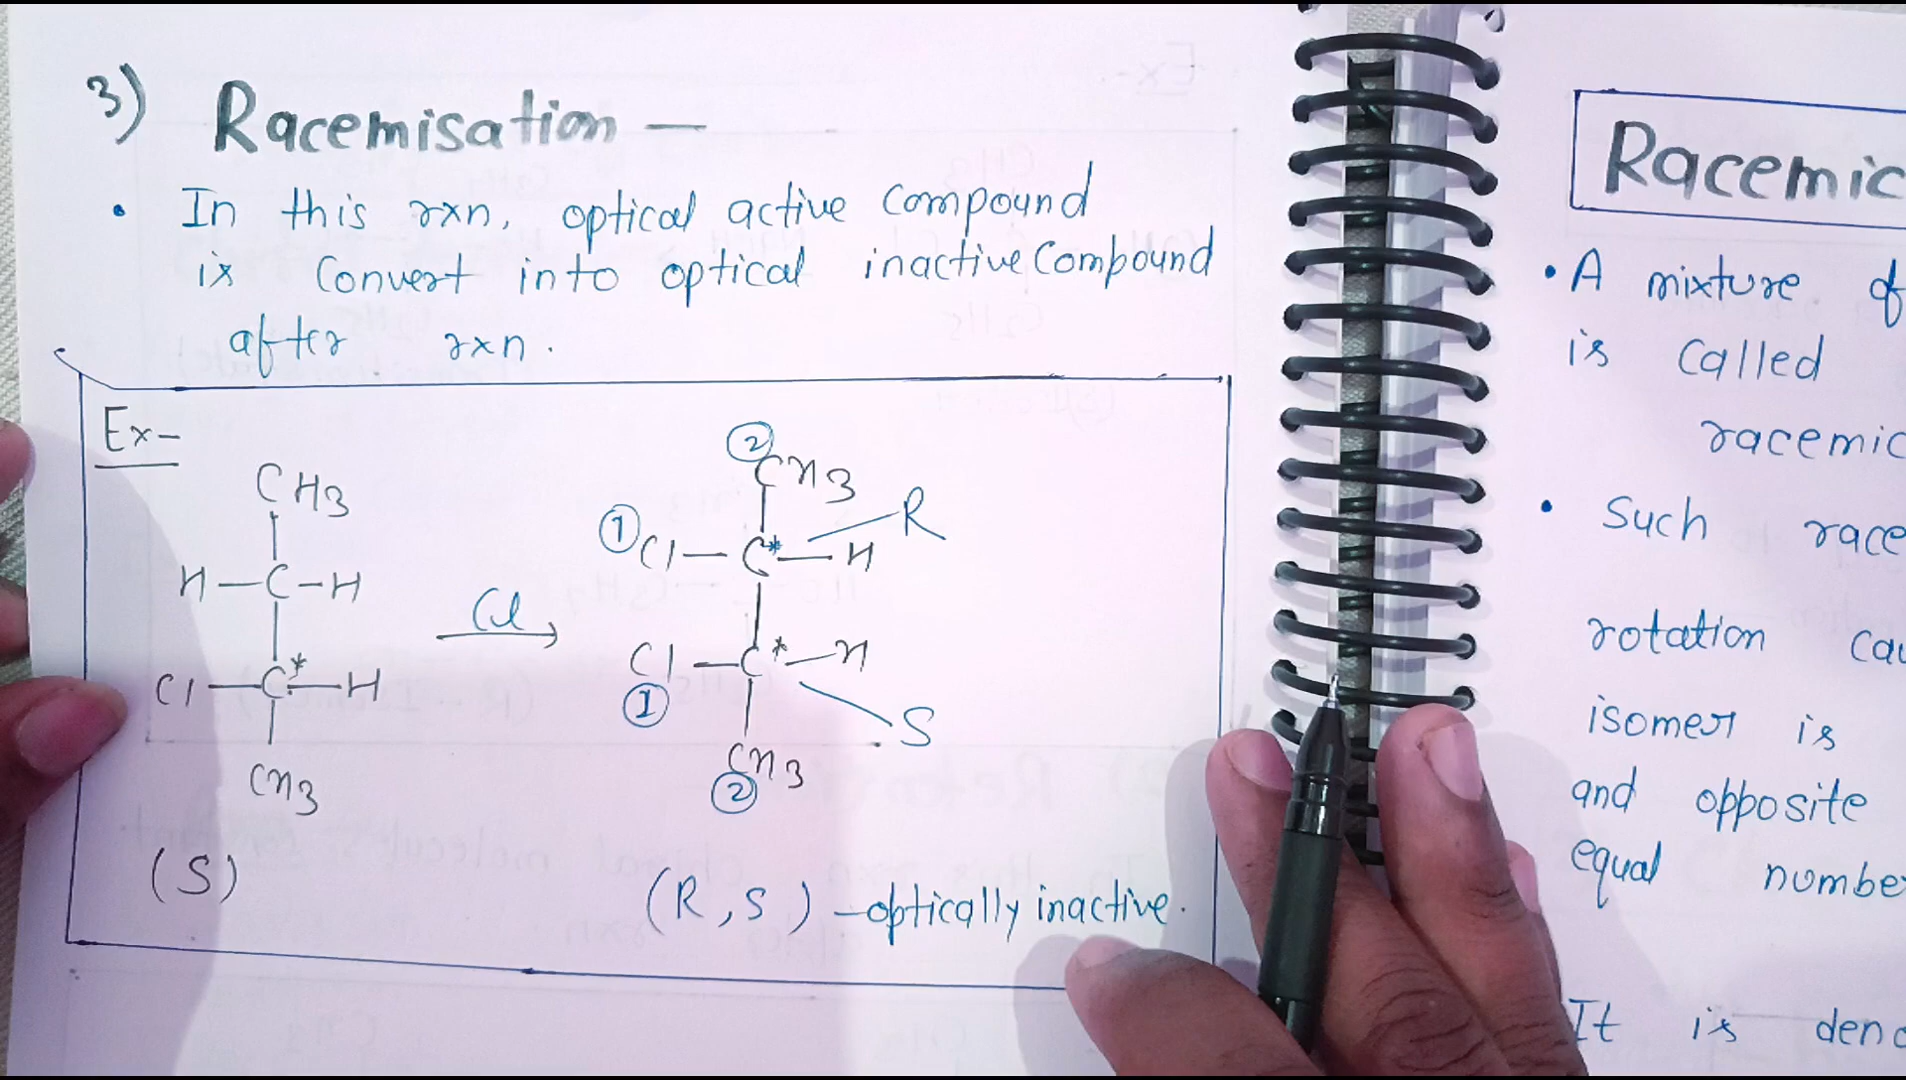 3) Racemisation —
• In this rxn, optical active compound
is convert into optical inactive compound
after rxn.
Ex-
CH3
H—C—H
Cl—C*—H
CH3
(S)
Cl
②
CH3
① Cl—C*—H R
Cl—C*—H
① S
CH3
②
(R,S) —optically inactive.
Racemic
• A mixture of
is called
racemic
• Such race
rotation cau
isomer is
and opposite
equal numbe
It is deno